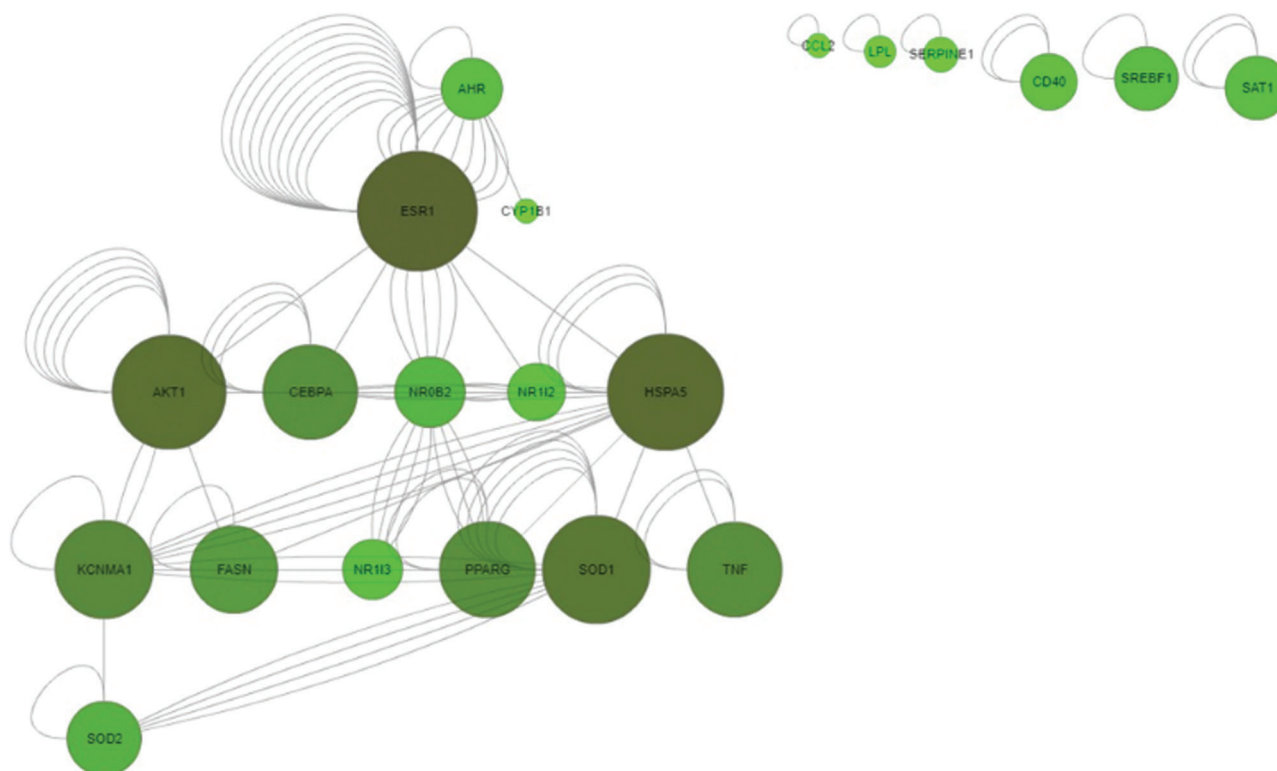 CCL2
LPL
SERPINE1
CD40
SREBF1
SAT1
AHR
ESR1
CYP1B1
AKT1
CEBPA
NR0B2
NR1I2
HSPA5
KCNMA1
FASN
NR1I3
PPARG
SOD1
TNF
SOD2